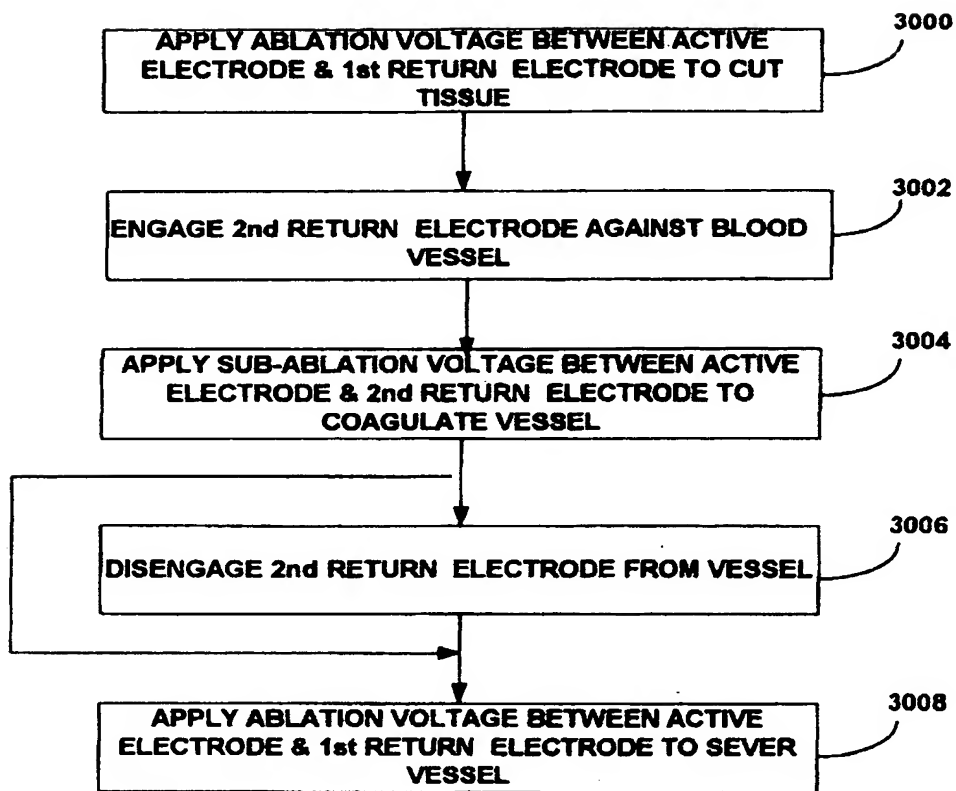 3000
APPLY ABLATION VOLTAGE BETWEEN ACTIVE
ELECTRODE & 1st RETURN ELECTRODE TO CUT
TISSUE
3002
ENGAGE 2nd RETURN ELECTRODE AGAINST BLOOD
VESSEL
3004
APPLY SUB-ABLATION VOLTAGE BETWEEN ACTIVE
ELECTRODE & 2nd RETURN ELECTRODE TO
COAGULATE VESSEL
3006
DISENGAGE 2nd RETURN ELECTRODE FROM VESSEL
3008
APPLY ABLATION VOLTAGE BETWEEN ACTIVE
ELECTRODE & 1st RETURN ELECTRODE TO SEVER
VESSEL